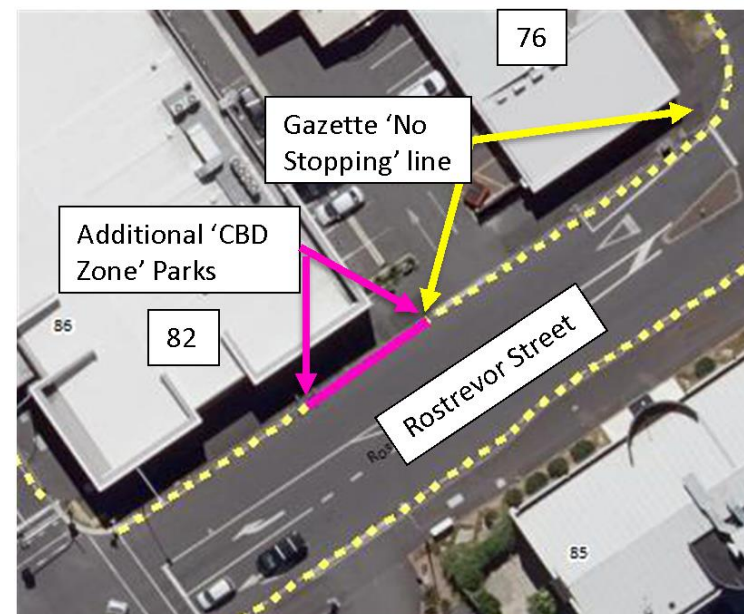 76
Gazette ‘No
Stopping’ line
Additional ‘CBD
Zone’ Parks
86
82
Rostrevor Street
85